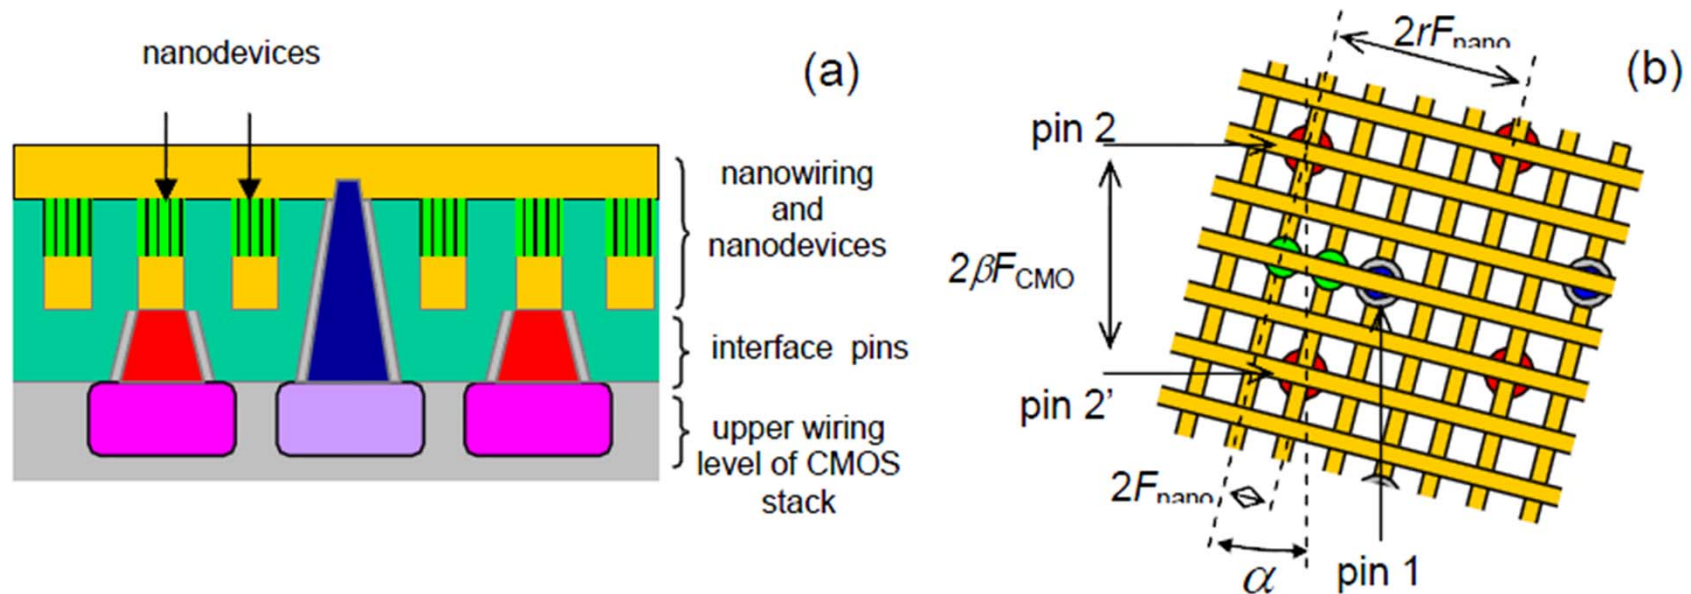 nanodevices
(a)
nanowiring
and
nanodevices
interface pins
upper wiring
level of CMOS
stack
2rFnano
(b)
pin 2
2βFCMO
pin 2’
2Fnano
α
pin 1